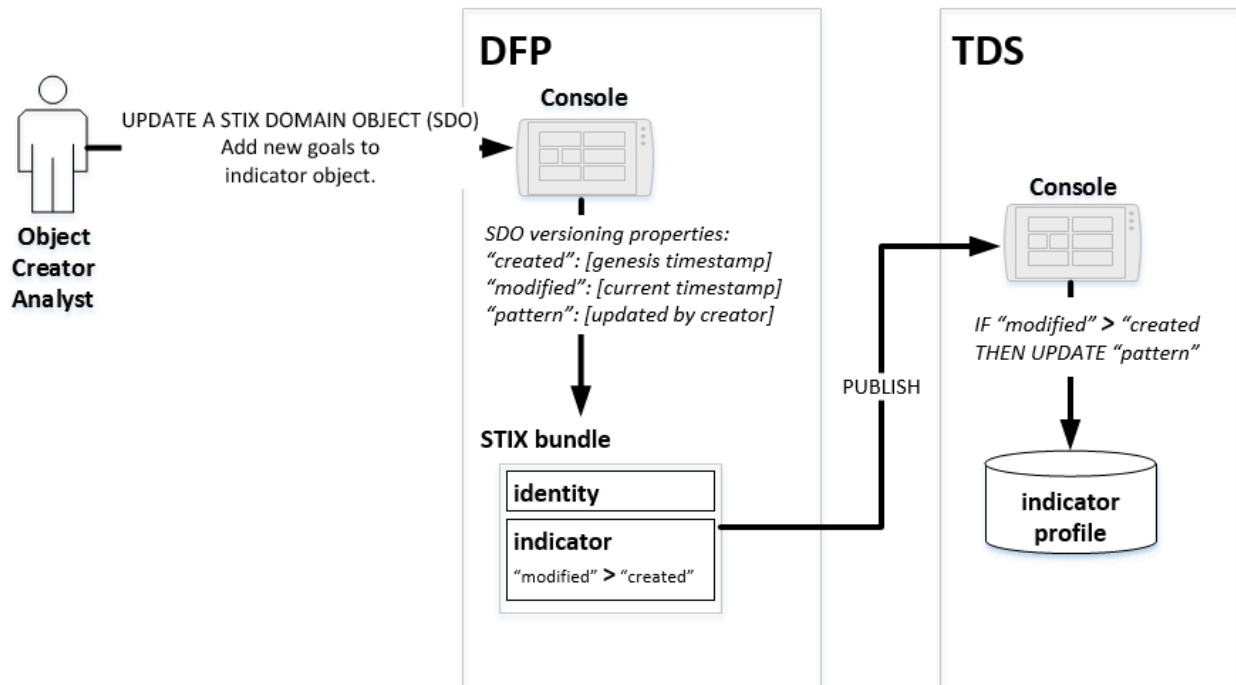 DFP
TDS
Console
UPDATE A STIX DOMAIN OBJECT (SDO)
Add new goals to
indicator object.
Object
Creator
Analyst
SDO versioning properties:
“created”: [genesis timestamp]
“modified”: [current timestamp]
“pattern”: [updated by creator]
STIX bundle
identity
indicator
“modified” > “created”
PUBLISH
Console
IF “modified” > “created
THEN UPDATE “pattern”
indicator
profile